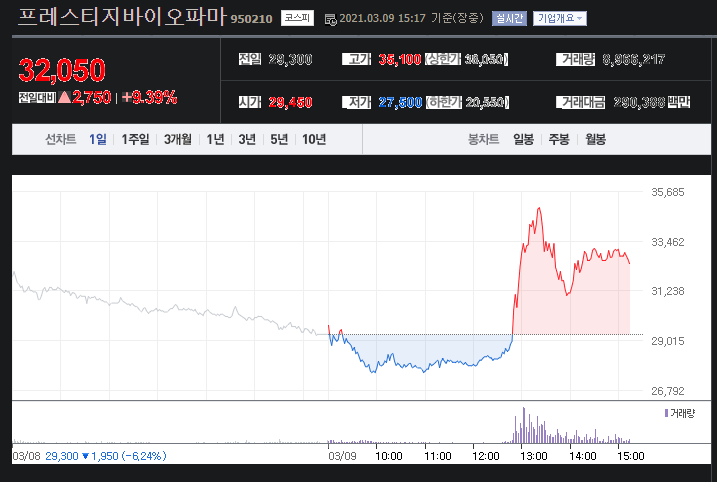 프레스티지바이오파마 950210 코스피 2021.03.09 15:17 기준(장중) 실시간 기업개요
32,050
전일대비 ▲2,750 | +9.39%
전일 29,300 고가 35,100 (상한가 38,050) 거래량 8,966,217
시가 29,450 저가 27,500 (하한가 20,550) 거래대금 290,388 백만
선차트 1일 1주일 3개월 1년 3년 5년 10년 봉차트 일봉 주봉 월봉
35,685
33,462
31,238
29,015
26,792
거래량
03/08 29,300 ▼1,950 (-6,24%) 03/09 10:00 11:00 12:00 13:00 14:00 15:00